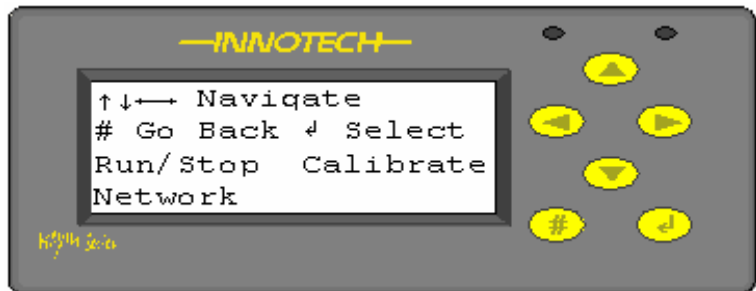 INNOTECH
↑↓←→ Navigate
# Go Back ↲ Select
Run/Stop Calibrate
Network
#